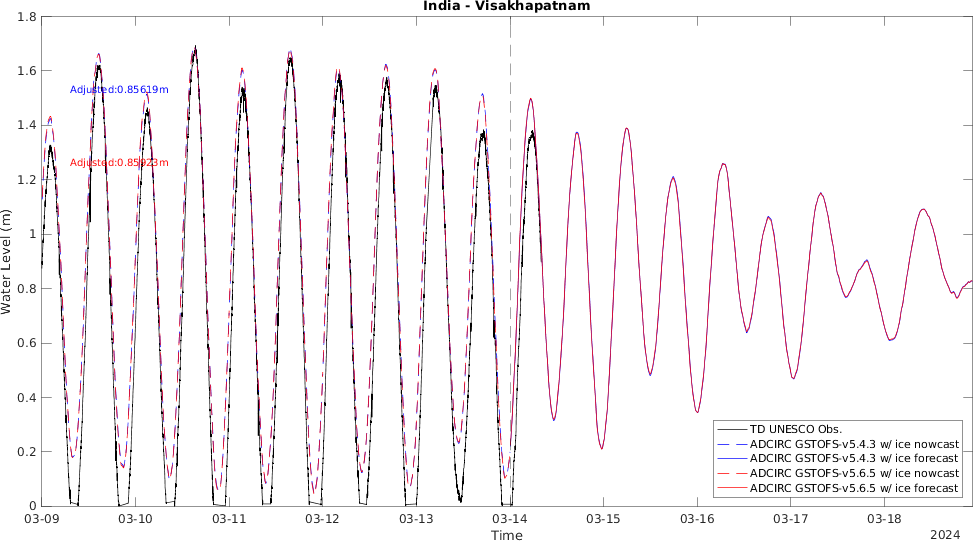 India - Visakhapatnam
1.8
1.6
1.4
1.2
1
0.8
0.6
0.4
0.2
0
Water Level (m)
Adjusted:0.85619m
Adjusted:0.85923m
TD UNESCO Obs.
ADCIRC GSTOFS-v5.4.3 w/ ice nowcast
ADCIRC GSTOFS-v5.4.3 w/ ice forecast
ADCIRC GSTOFS-v5.6.5 w/ ice nowcast
ADCIRC GSTOFS-v5.6.5 w/ ice forecast
03-09 03-10 03-11 03-12 03-13 03-14 03-15 03-16 03-17 03-18
Time
2024